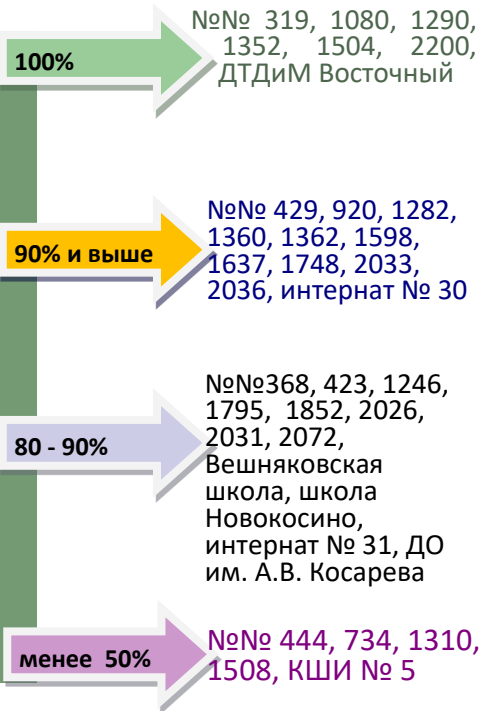 100%
№№ 319, 1080, 1290,
1352, 1504, 2200,
ДТДиМ Восточный
90% и выше
№№ 429, 920, 1282,
1360, 1362, 1598,
1637, 1748, 2033,
2036, интернат № 30
80 - 90%
№№368, 423, 1246,
1795, 1852, 2026,
2031, 2072,
Вешняковская
школа, школа
Новокосино,
интернат № 31, ДО
им. А.В. Косарева
менее 50%
№№ 444, 734, 1310,
1508, КШИ № 5